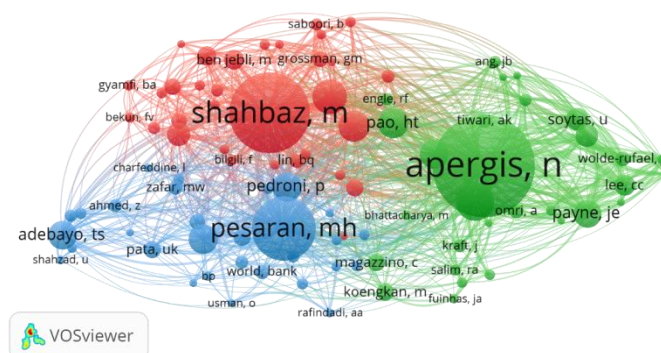 saboori, b
ben jebli, m
grossman, gm
ang, jb
gyamfi, ba
engle, rf
shahbaz, m
pao, ht
tiwari, ak
soytas, u
bekun, fv
bilgili, f
lin, bq
apergis, n
wolde-rufael,
charfeddine, l
zafar, mw
pedroni, p
lee, cc
ahmed, z
bhattacharya, m
omri, a
payne, je
adebayo, ts
pesaran, mh
pata, uk
kraft, j
shahzad, u
bp
world, bank
magazzino, c
salim, ra
koengkan, m
fuinhas, ja
usman, o
rafindadi, aa
VOSviewer